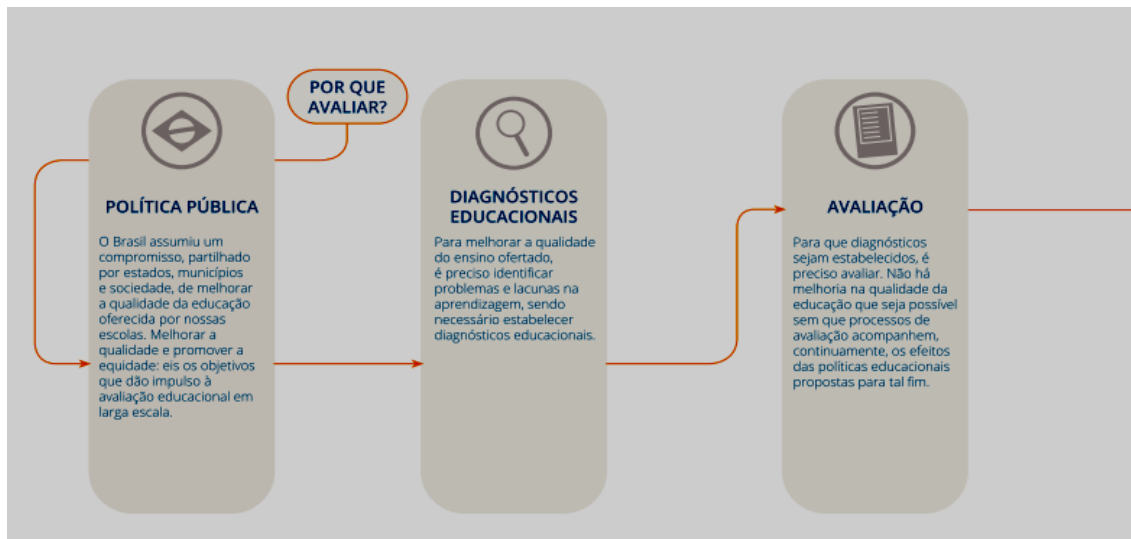 POR QUE
AVALIAR?
POLÍTICA PÚBLICA
O Brasil assumiu um
compromisso, partilhado
por estados, municípios
e sociedade, de melhorar
a qualidade da educação
oferecida por nossas
escolas. Melhorar a
qualidade e promover a
equidade: eis os objetivos
que dão impulso à
avaliação educacional em
larga escala.
DIAGNÓSTICOS
EDUCACIONAIS
Para melhorar a qualidade
do ensino ofertado,
é preciso identificar
problemas e lacunas na
aprendizagem, sendo
necessário estabelecer
diagnósticos educacionais.
AVALIAÇÃO
Para que diagnósticos
sejam estabelecidos, é
preciso avaliar. Não há
melhoria na qualidade da
educação que seja possível
sem que processos de
avaliação acompanhem,
continuamente, os efeitos
das políticas educacionais
propostas para tal fim.